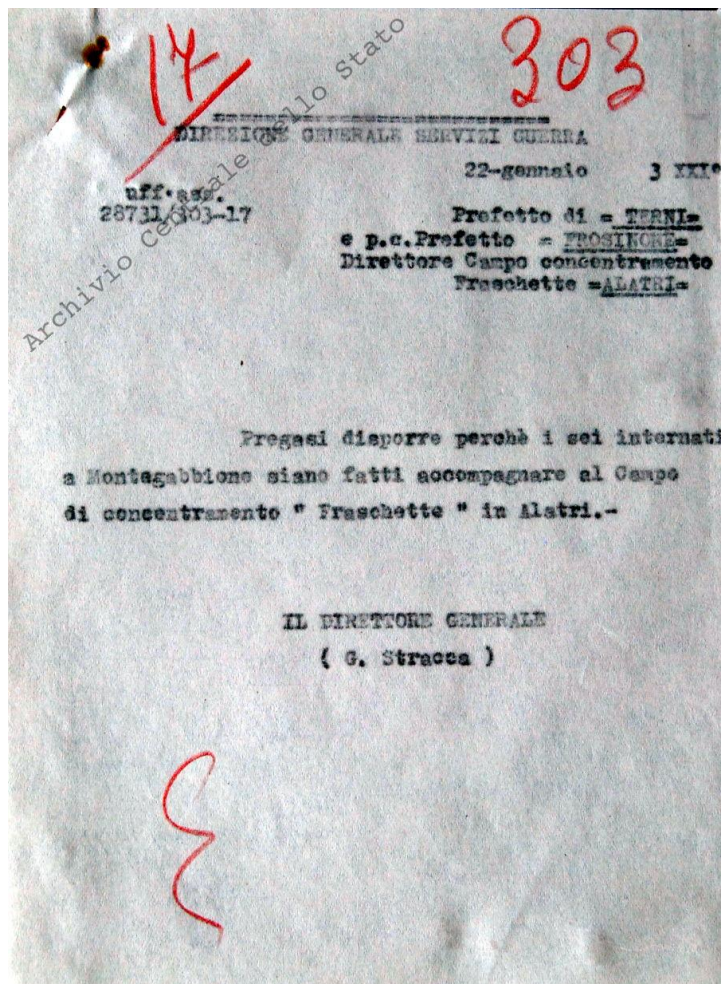 17 303
Archivio Centrale dello Stato
DIREZIONE GENERALE SERVIZI GUERRA
22-gennaio 3 XXI°
uff.ass.
28731/303-17
Prefetto di = TERNI=
e p.c.Prefetto = FROSINONE=
Direttore Campo concentramento
Fraschette =ALATRI=
Pregasi disporre perchè i sei internati
a Montegabbione siano fatti accompagnare al Campo
di concentramento " Fraschette " in Alatri.-
IL DIRETTORE GENERALE
( G. Stracca )